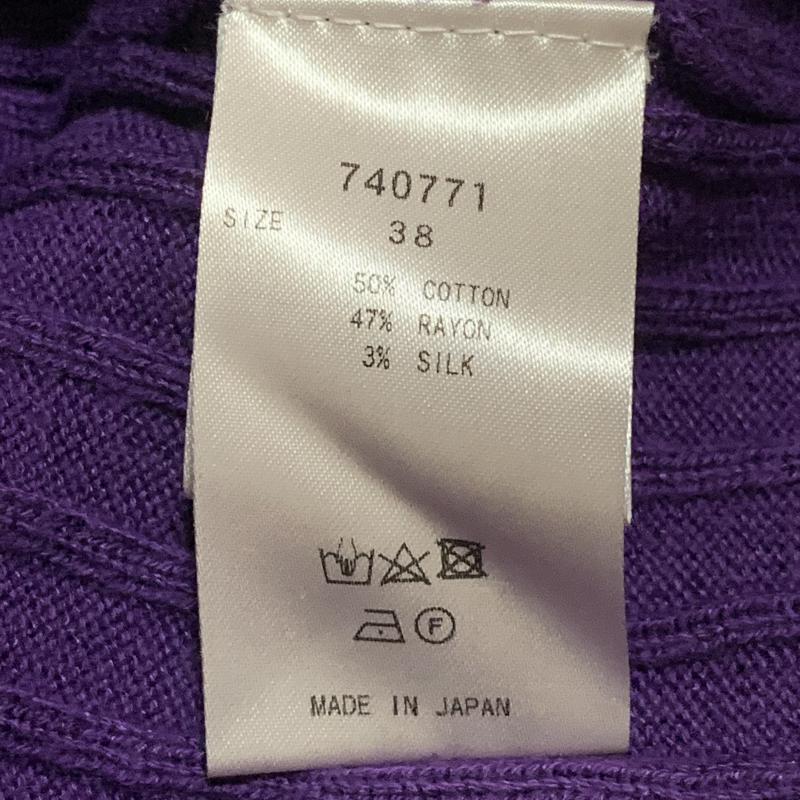 740771
SIZE 38
50% COTTON
47% RAYON
3% SILK
F
MADE IN JAPAN